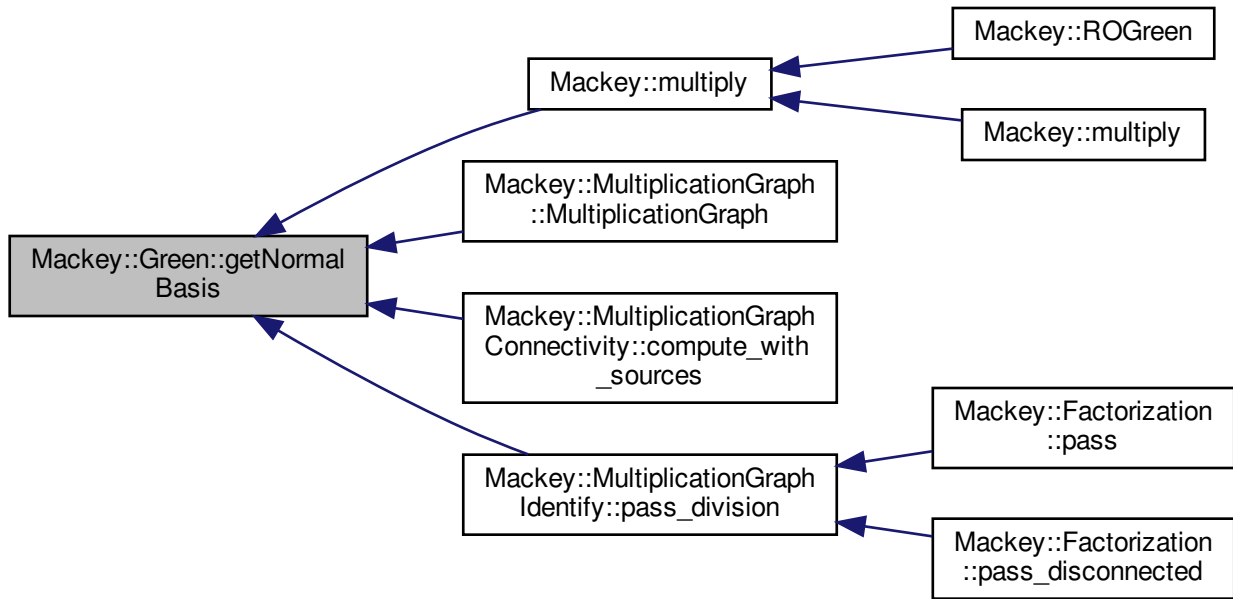 Mackey::Green::getNormal
Basis
Mackey::multiply
Mackey::ROGreen
Mackey::multiply
Mackey::MultiplicationGraph
::MultiplicationGraph
Mackey::MultiplicationGraph
Connectivity::compute_with
_sources
Mackey::MultiplicationGraph
Identify::pass_division
Mackey::Factorization
::pass
Mackey::Factorization
::pass_disconnected